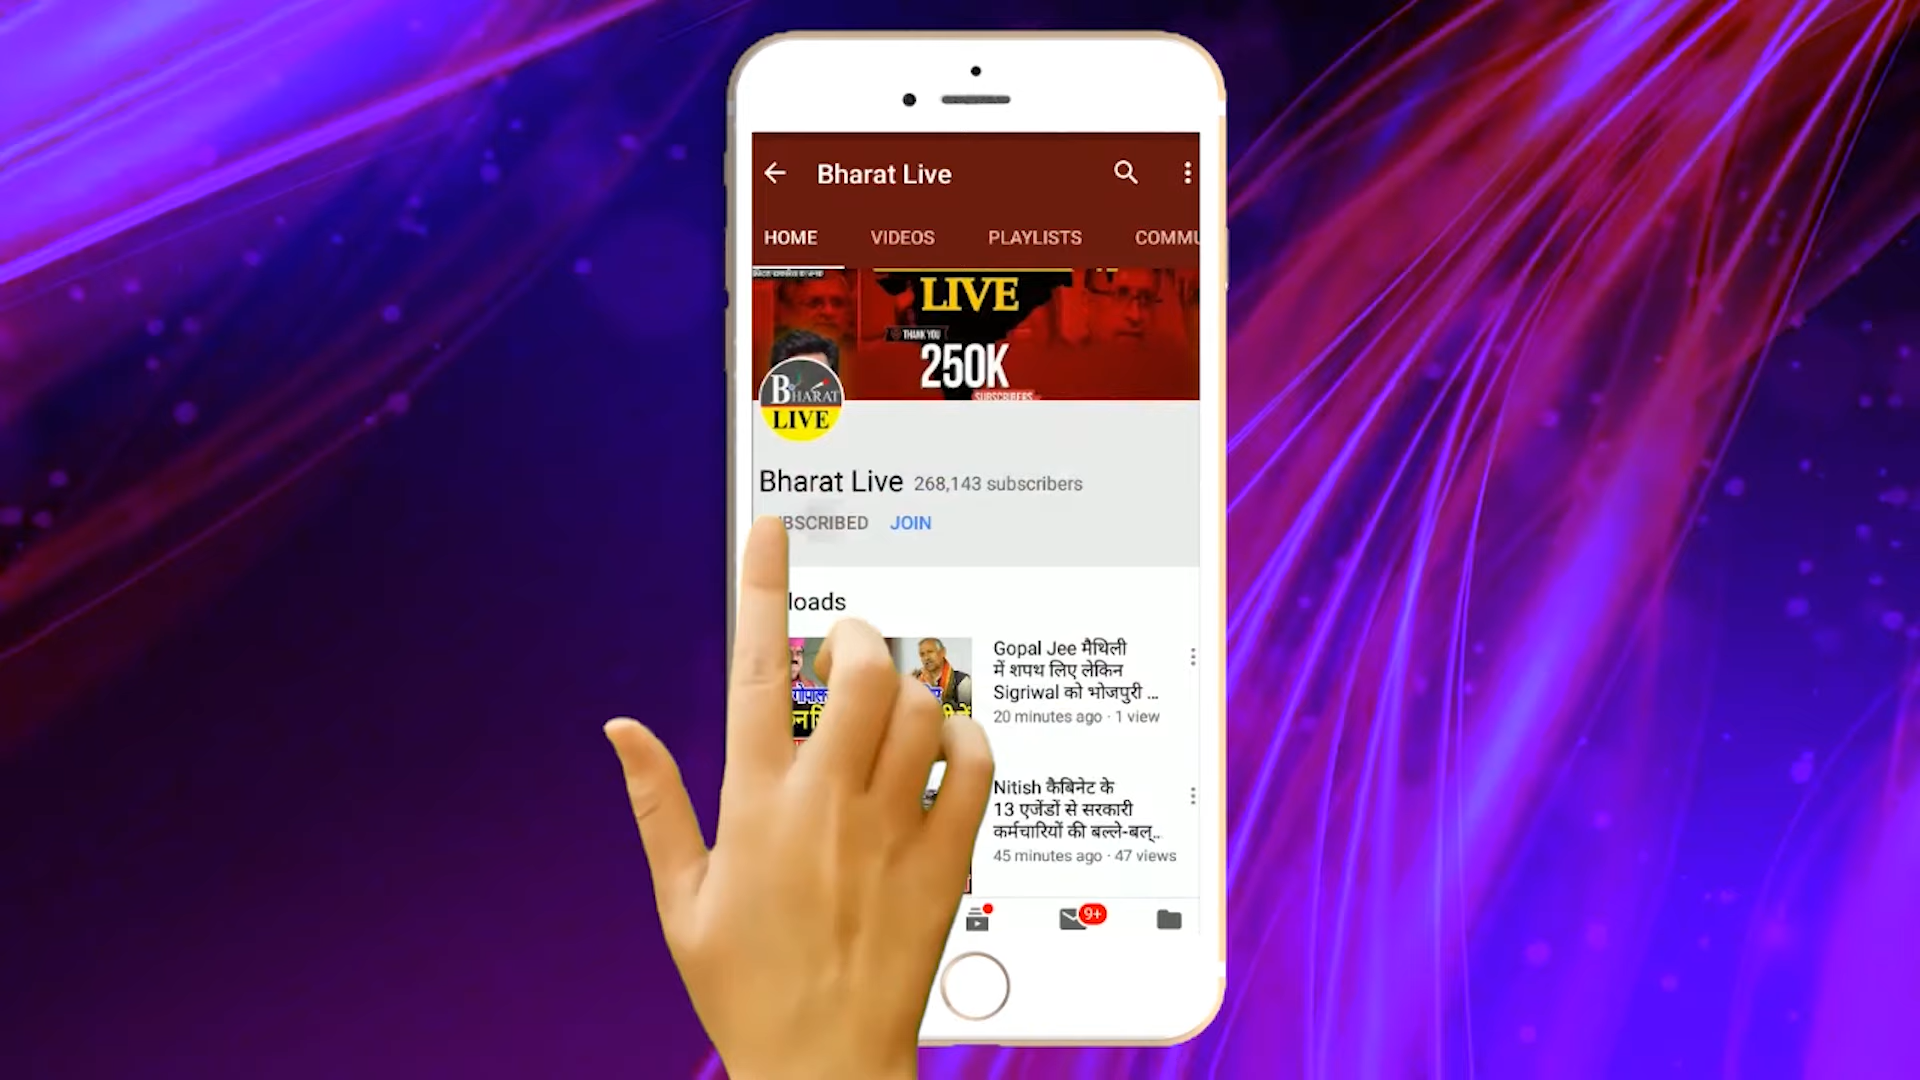 Bharat Live
HOME VIDEOS PLAYLISTS COMMU
LIVE
THANK YOU
250K
SUBSCRIBERS
BHARAT
LIVE
Bharat Live 268,143 subscribers
BSCRIBED JOIN
loads
Gopal Jee मैथिली
में शपथ लिए लेकिन
Sigriwal को भोजपुरी ...
20 minutes ago · 1 view
गोपाल
Nitish कैबिनेट के
13 एजेंडों से सरकारी
कर्मचारियों की बल्ले-बल्...
45 minutes ago · 47 views
9+